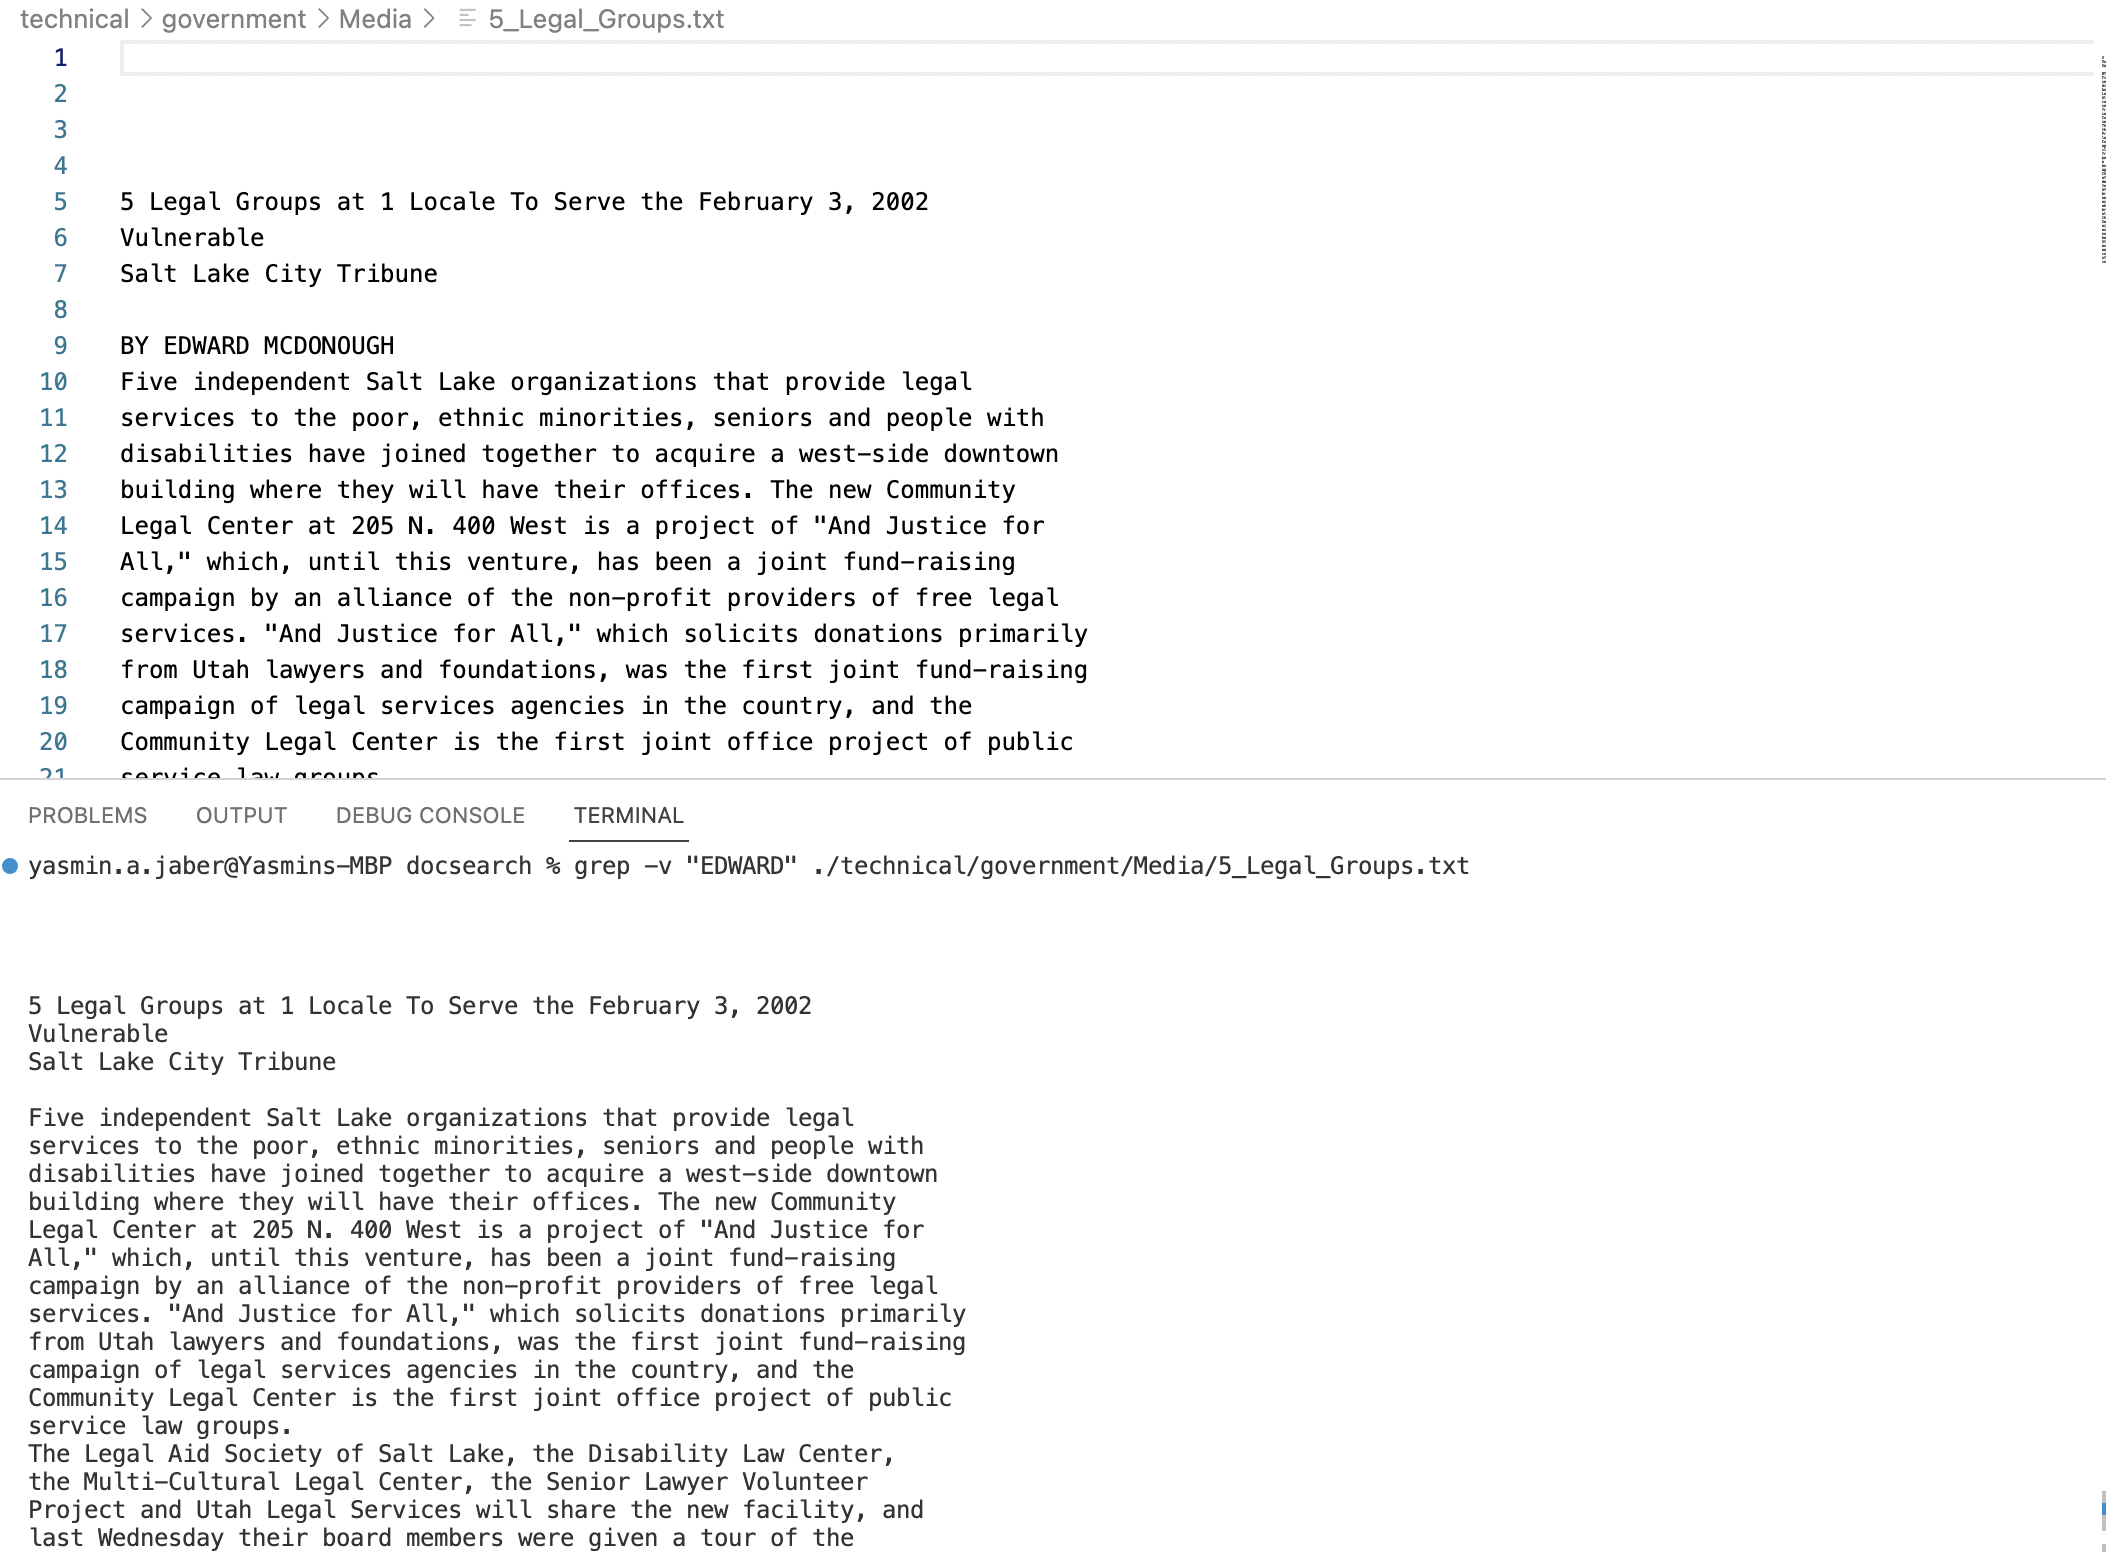 technical > government > Media > 5_Legal_Groups.txt
1
2
3
4
5 5 Legal Groups at 1 Locale To Serve the February 3, 2002
6 Vulnerable
7 Salt Lake City Tribune
8
9 BY EDWARD MCDONOUGH
10 Five independent Salt Lake organizations that provide legal
11 services to the poor, ethnic minorities, seniors and people with
12 disabilities have joined together to acquire a west-side downtown
13 building where they will have their offices. The new Community
14 Legal Center at 205 N. 400 West is a project of "And Justice for
15 All," which, until this venture, has been a joint fund-raising
16 campaign by an alliance of the non-profit providers of free legal
17 services. "And Justice for All," which solicits donations primarily
18 from Utah lawyers and foundations, was the first joint fund-raising
19 campaign of legal services agencies in the country, and the
20 Community Legal Center is the first joint office project of public
21 service law groups.
PROBLEMS OUTPUT DEBUG CONSOLE TERMINAL
yasmin.a.jaber@Yasmins-MBP docsearch % grep -v "EDWARD" ./technical/government/Media/5_Legal_Groups.txt
5 Legal Groups at 1 Locale To Serve the February 3, 2002
Vulnerable
Salt Lake City Tribune
Five independent Salt Lake organizations that provide legal
services to the poor, ethnic minorities, seniors and people with
disabilities have joined together to acquire a west-side downtown
building where they will have their offices. The new Community
Legal Center at 205 N. 400 West is a project of "And Justice for
All," which, until this venture, has been a joint fund-raising
campaign by an alliance of the non-profit providers of free legal
services. "And Justice for All," which solicits donations primarily
from Utah lawyers and foundations, was the first joint fund-raising
campaign of legal services agencies in the country, and the
Community Legal Center is the first joint office project of public
service law groups.
The Legal Aid Society of Salt Lake, the Disability Law Center,
the Multi-Cultural Legal Center, the Senior Lawyer Volunteer
Project and Utah Legal Services will share the new facility, and
last Wednesday their board members were given a tour of the